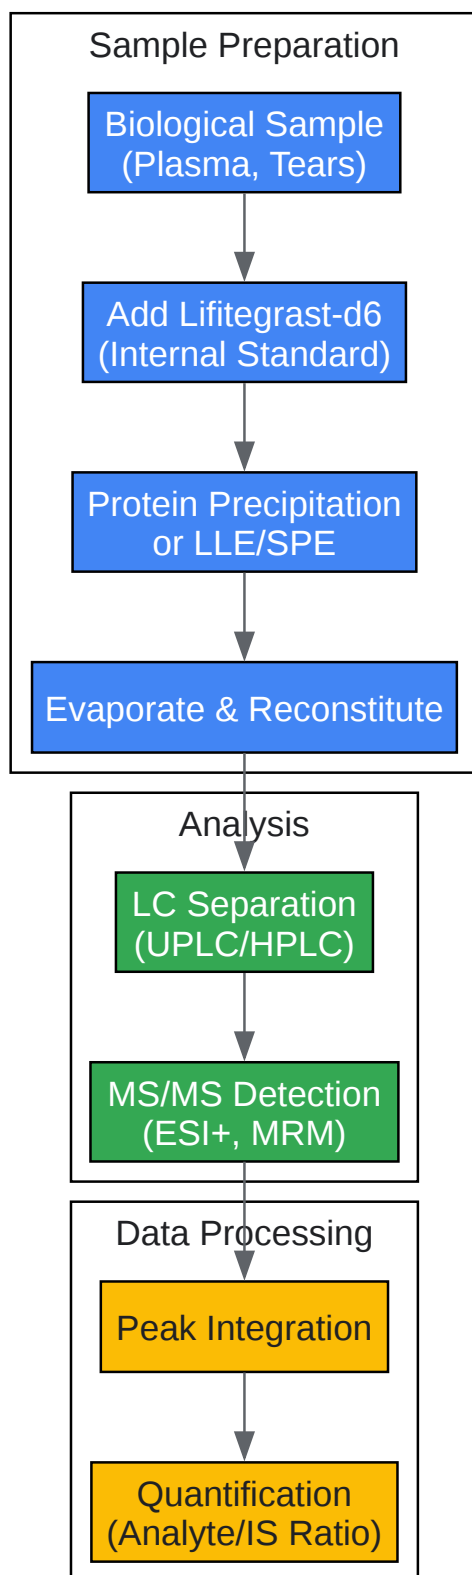 Sample Preparation
Biological Sample
(Plasma, Tears)
Add Lifitegrast-d6
(Internal Standard)
Protein Precipitation
or LLE/SPE
Evaporate & Reconstitute
Analysis
LC Separation
(UPLC/HPLC)
MS/MS Detection
(ESI+, MRM)
Data Processing
Peak Integration
Quantification
(Analyte/IS Ratio)